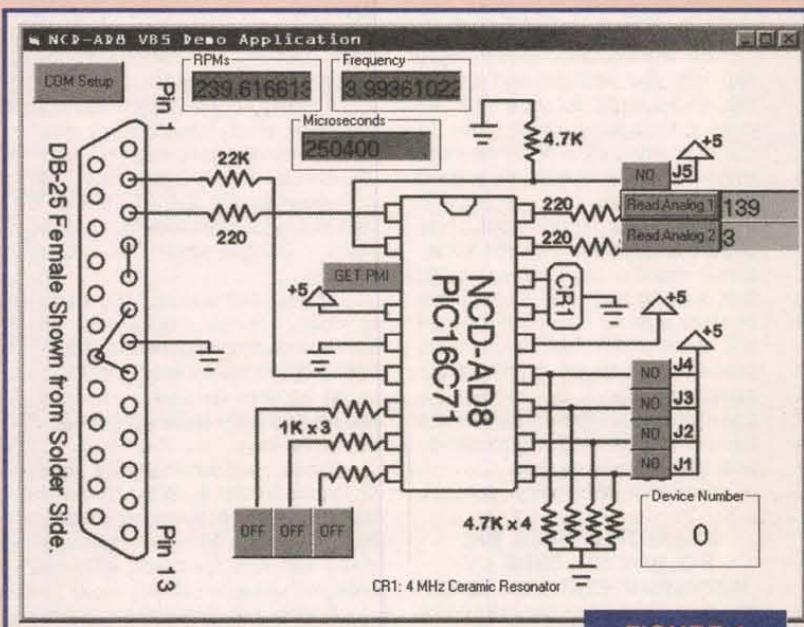 NCD-AD8 VB5 Demo Application
COM Setup
RPMs
239.616613
Frequency
3.99361022
Microseconds
250400
Pin 1
DB-25 Female Shown from Solder Side.
Pin 13
22K
220
4.7K
+5
NO J5
220 Read Analog 1 139
220 Read Analog 2 3
GET PMI
+5
NCD-AD8
PIC16C71
CR1
+5
+5
NO J4
NO J3
NO J2
NO J1
1K x 3
OFF OFF OFF
4.7K x 4
Device Number
0
CR1: 4 MHz Ceramic Resonator